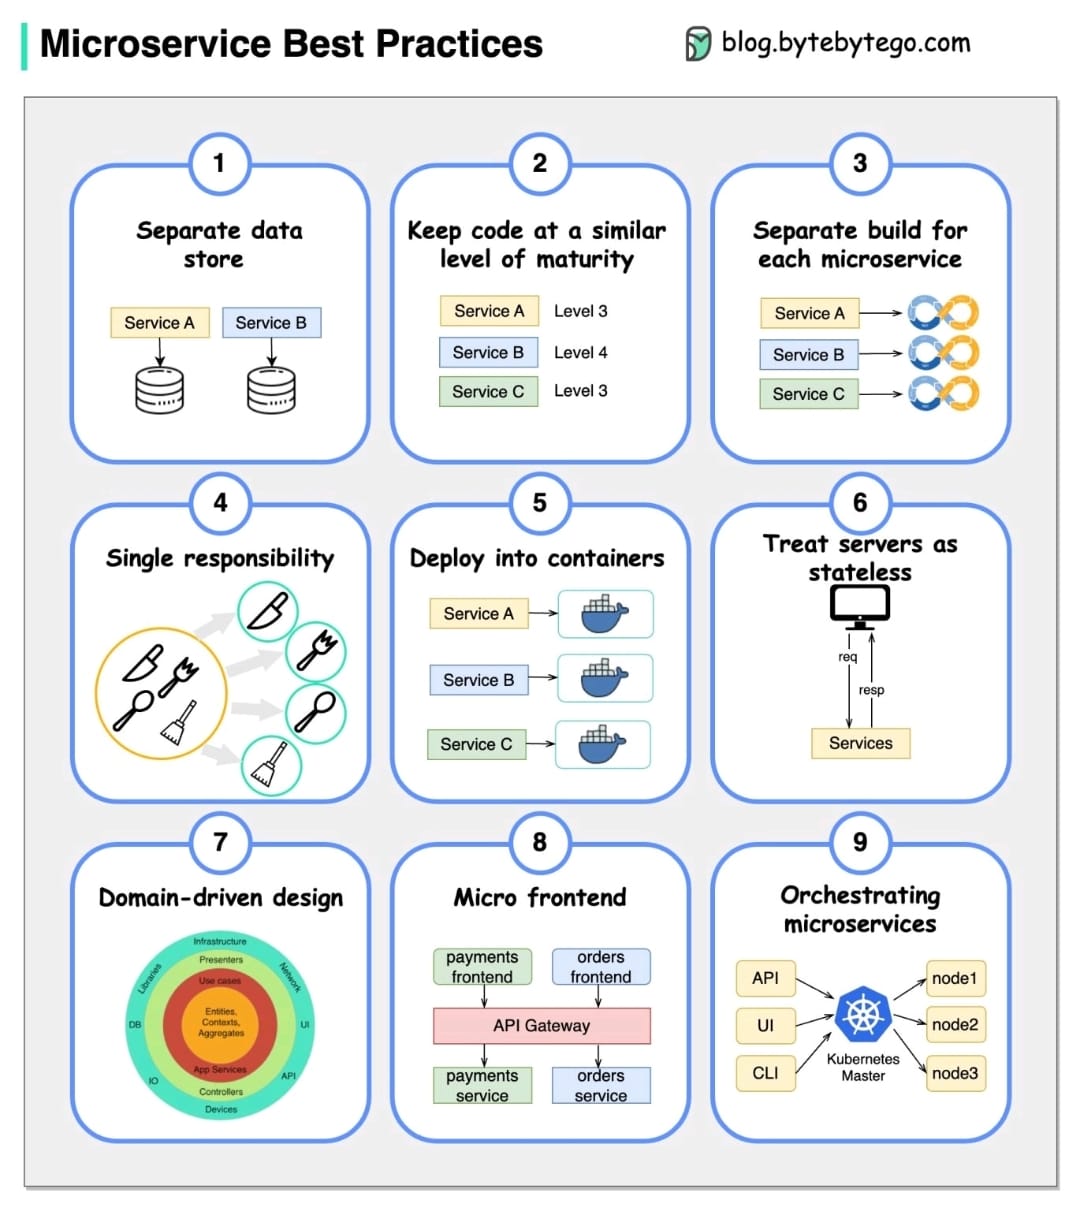 Microservice Best Practices
blog.bytebytego.com
1
Separate data
store
Service A
Service B
2
Keep code at a similar
level of maturity
Service A Level 3
Service B Level 4
Service C Level 3
3
Separate build for
each microservice
Service A
Service B
Service C
4
Single responsibility
5
Deploy into containers
Service A
Service B
Service C
6
Treat servers as
stateless
req
resp
Services
7
Domain-driven design
Infrastructure
Presenters
Libraries
Network
Use cases
Entities,
Contexts,
Aggregates
DB
UI
App Services
IO
API
Controllers
Devices
8
Micro frontend
payments
frontend
orders
frontend
API Gateway
payments
service
orders
service
9
Orchestrating
microservices
API
UI
CLI
Kubernetes
Master
node1
node2
node3